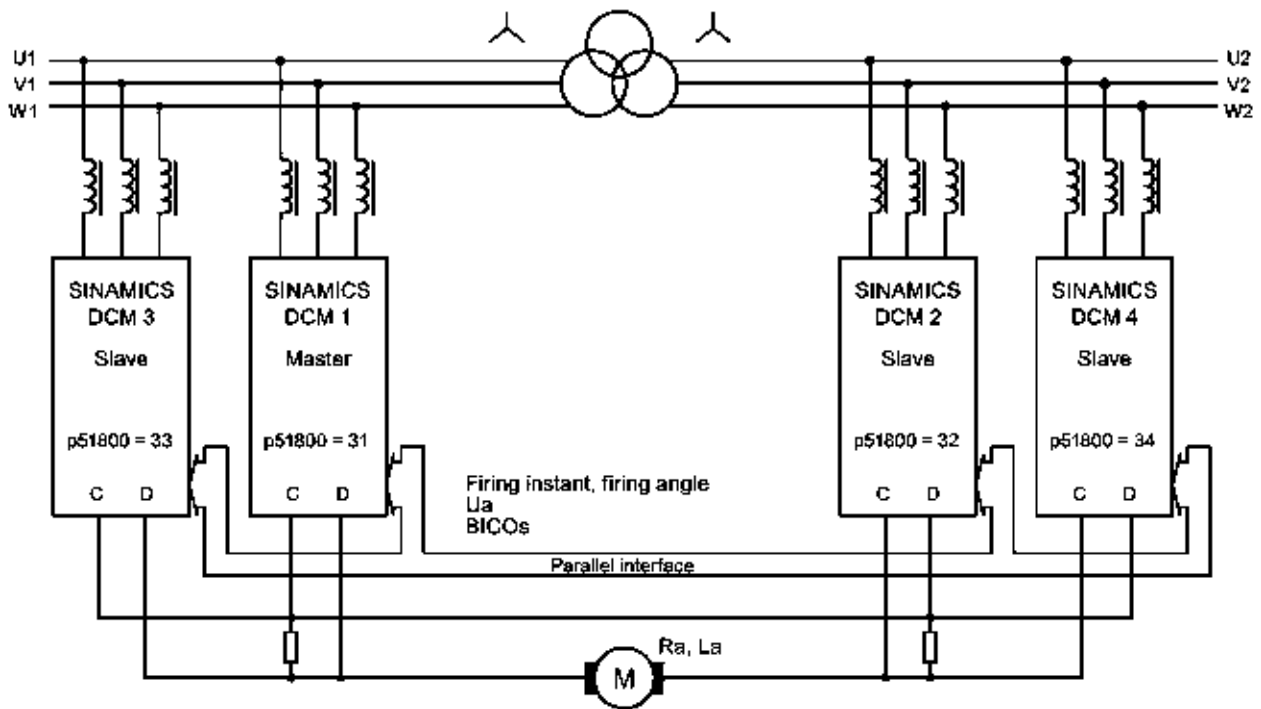 U1
V1
W1
U2
V2
W2
SINAMICS
DCM 3
Slave
p51800 = 33
C D
SINAMICS
DCM 1
Master
p51800 = 31
C D
Firing instant, firing angle
Ua
BICOs
SINAMICS
DCM 2
Slave
p51800 = 32
C D
SINAMICS
DCM 4
Slave
p51800 = 34
C D
Parallel interface
Ra, La
M